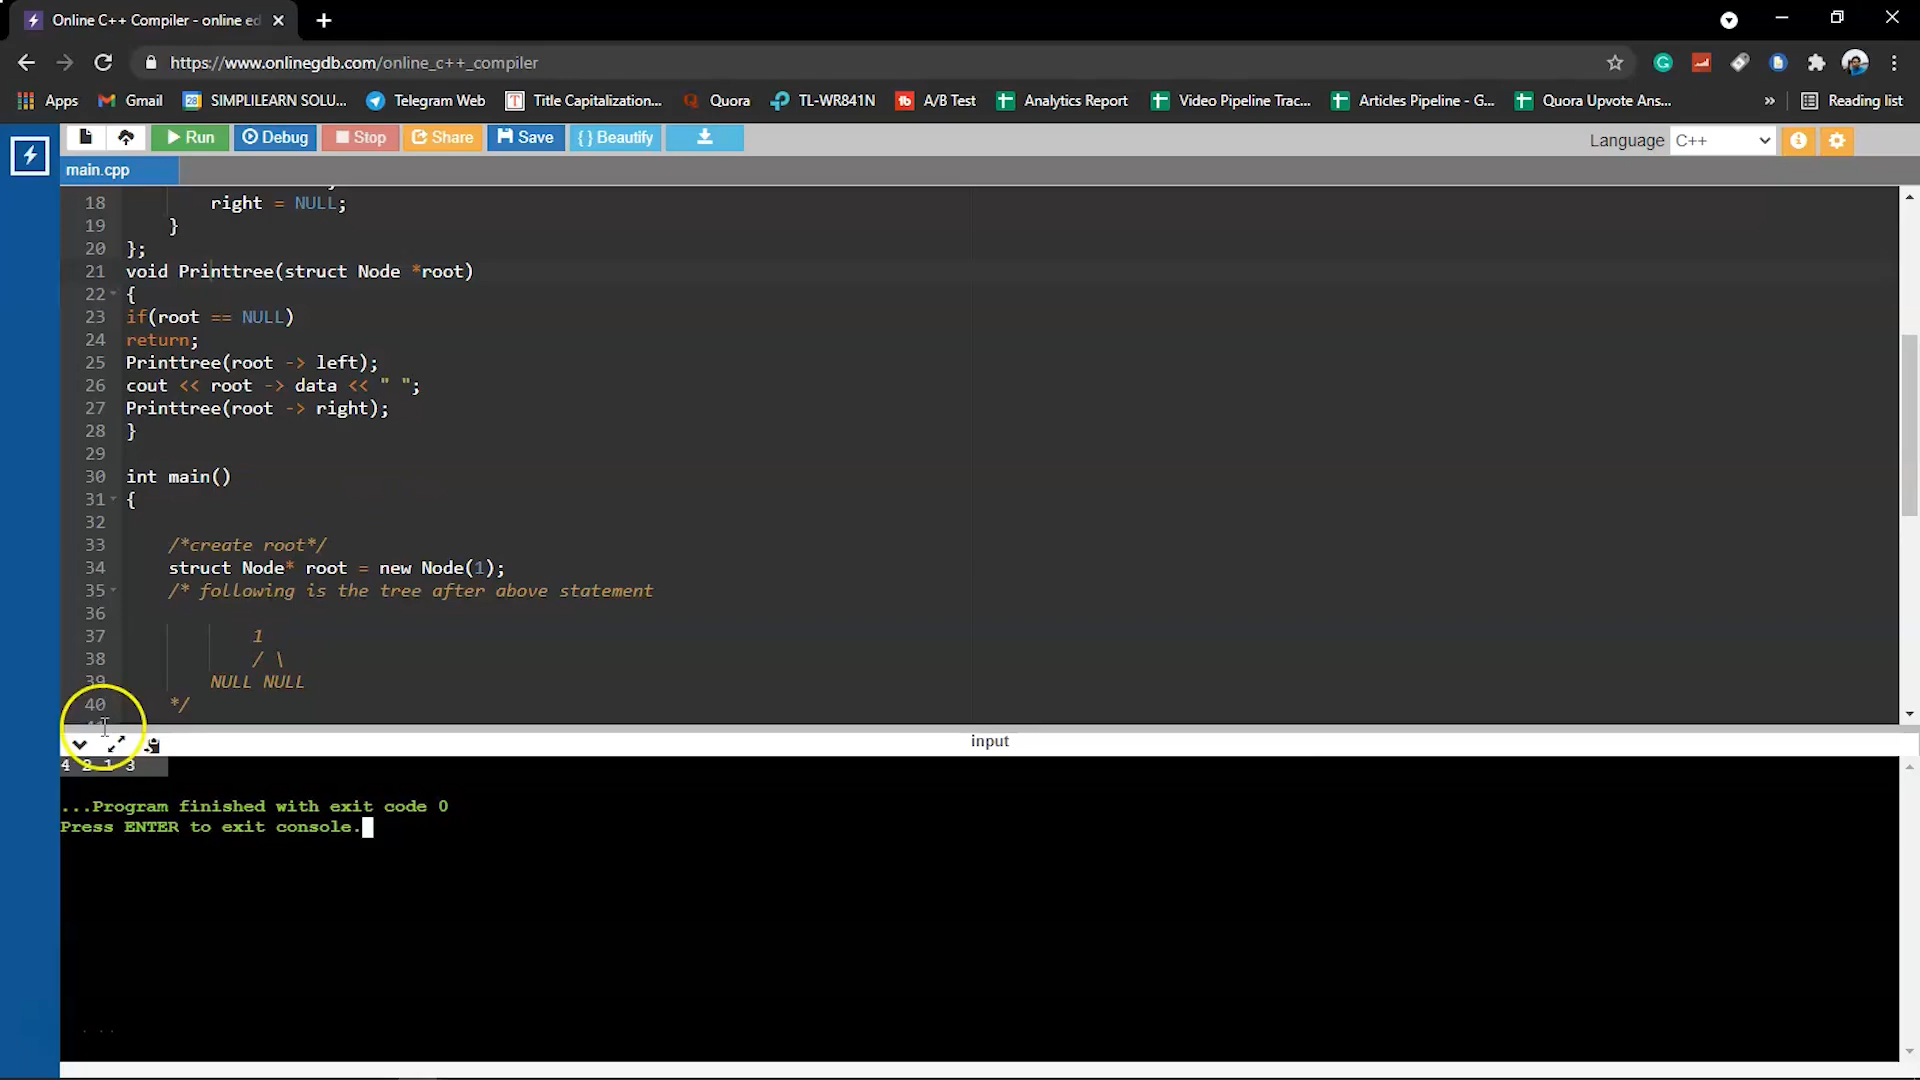 Online C++ Compiler - online ed
https://www.onlinegdb.com/online_c++_compiler
Apps Gmail SIMPLILEARN SOLU... Telegram Web Title Capitalization... Quora TL-WR841N A/B Test Analytics Report Video Pipeline Trac... Articles Pipeline - G... Quora Upvote Ans... » Reading list
Run Debug Stop Share Save { } Beautify Language C++
main.cpp
18 right = NULL;
19 }
20 };
21 void Printtree(struct Node *root)
22 {
23 if(root == NULL)
24 return;
25 Printtree(root -> left);
26 cout << root -> data << " ";
27 Printtree(root -> right);
28 }
29
30 int main()
31 {
32
33 /*create root*/
34 struct Node* root = new Node(1);
35 /* following is the tree after above statement
36
37 1
38 / \
39 NULL NULL
40 */
input
4 2 1 3
...Program finished with exit code 0
Press ENTER to exit console.